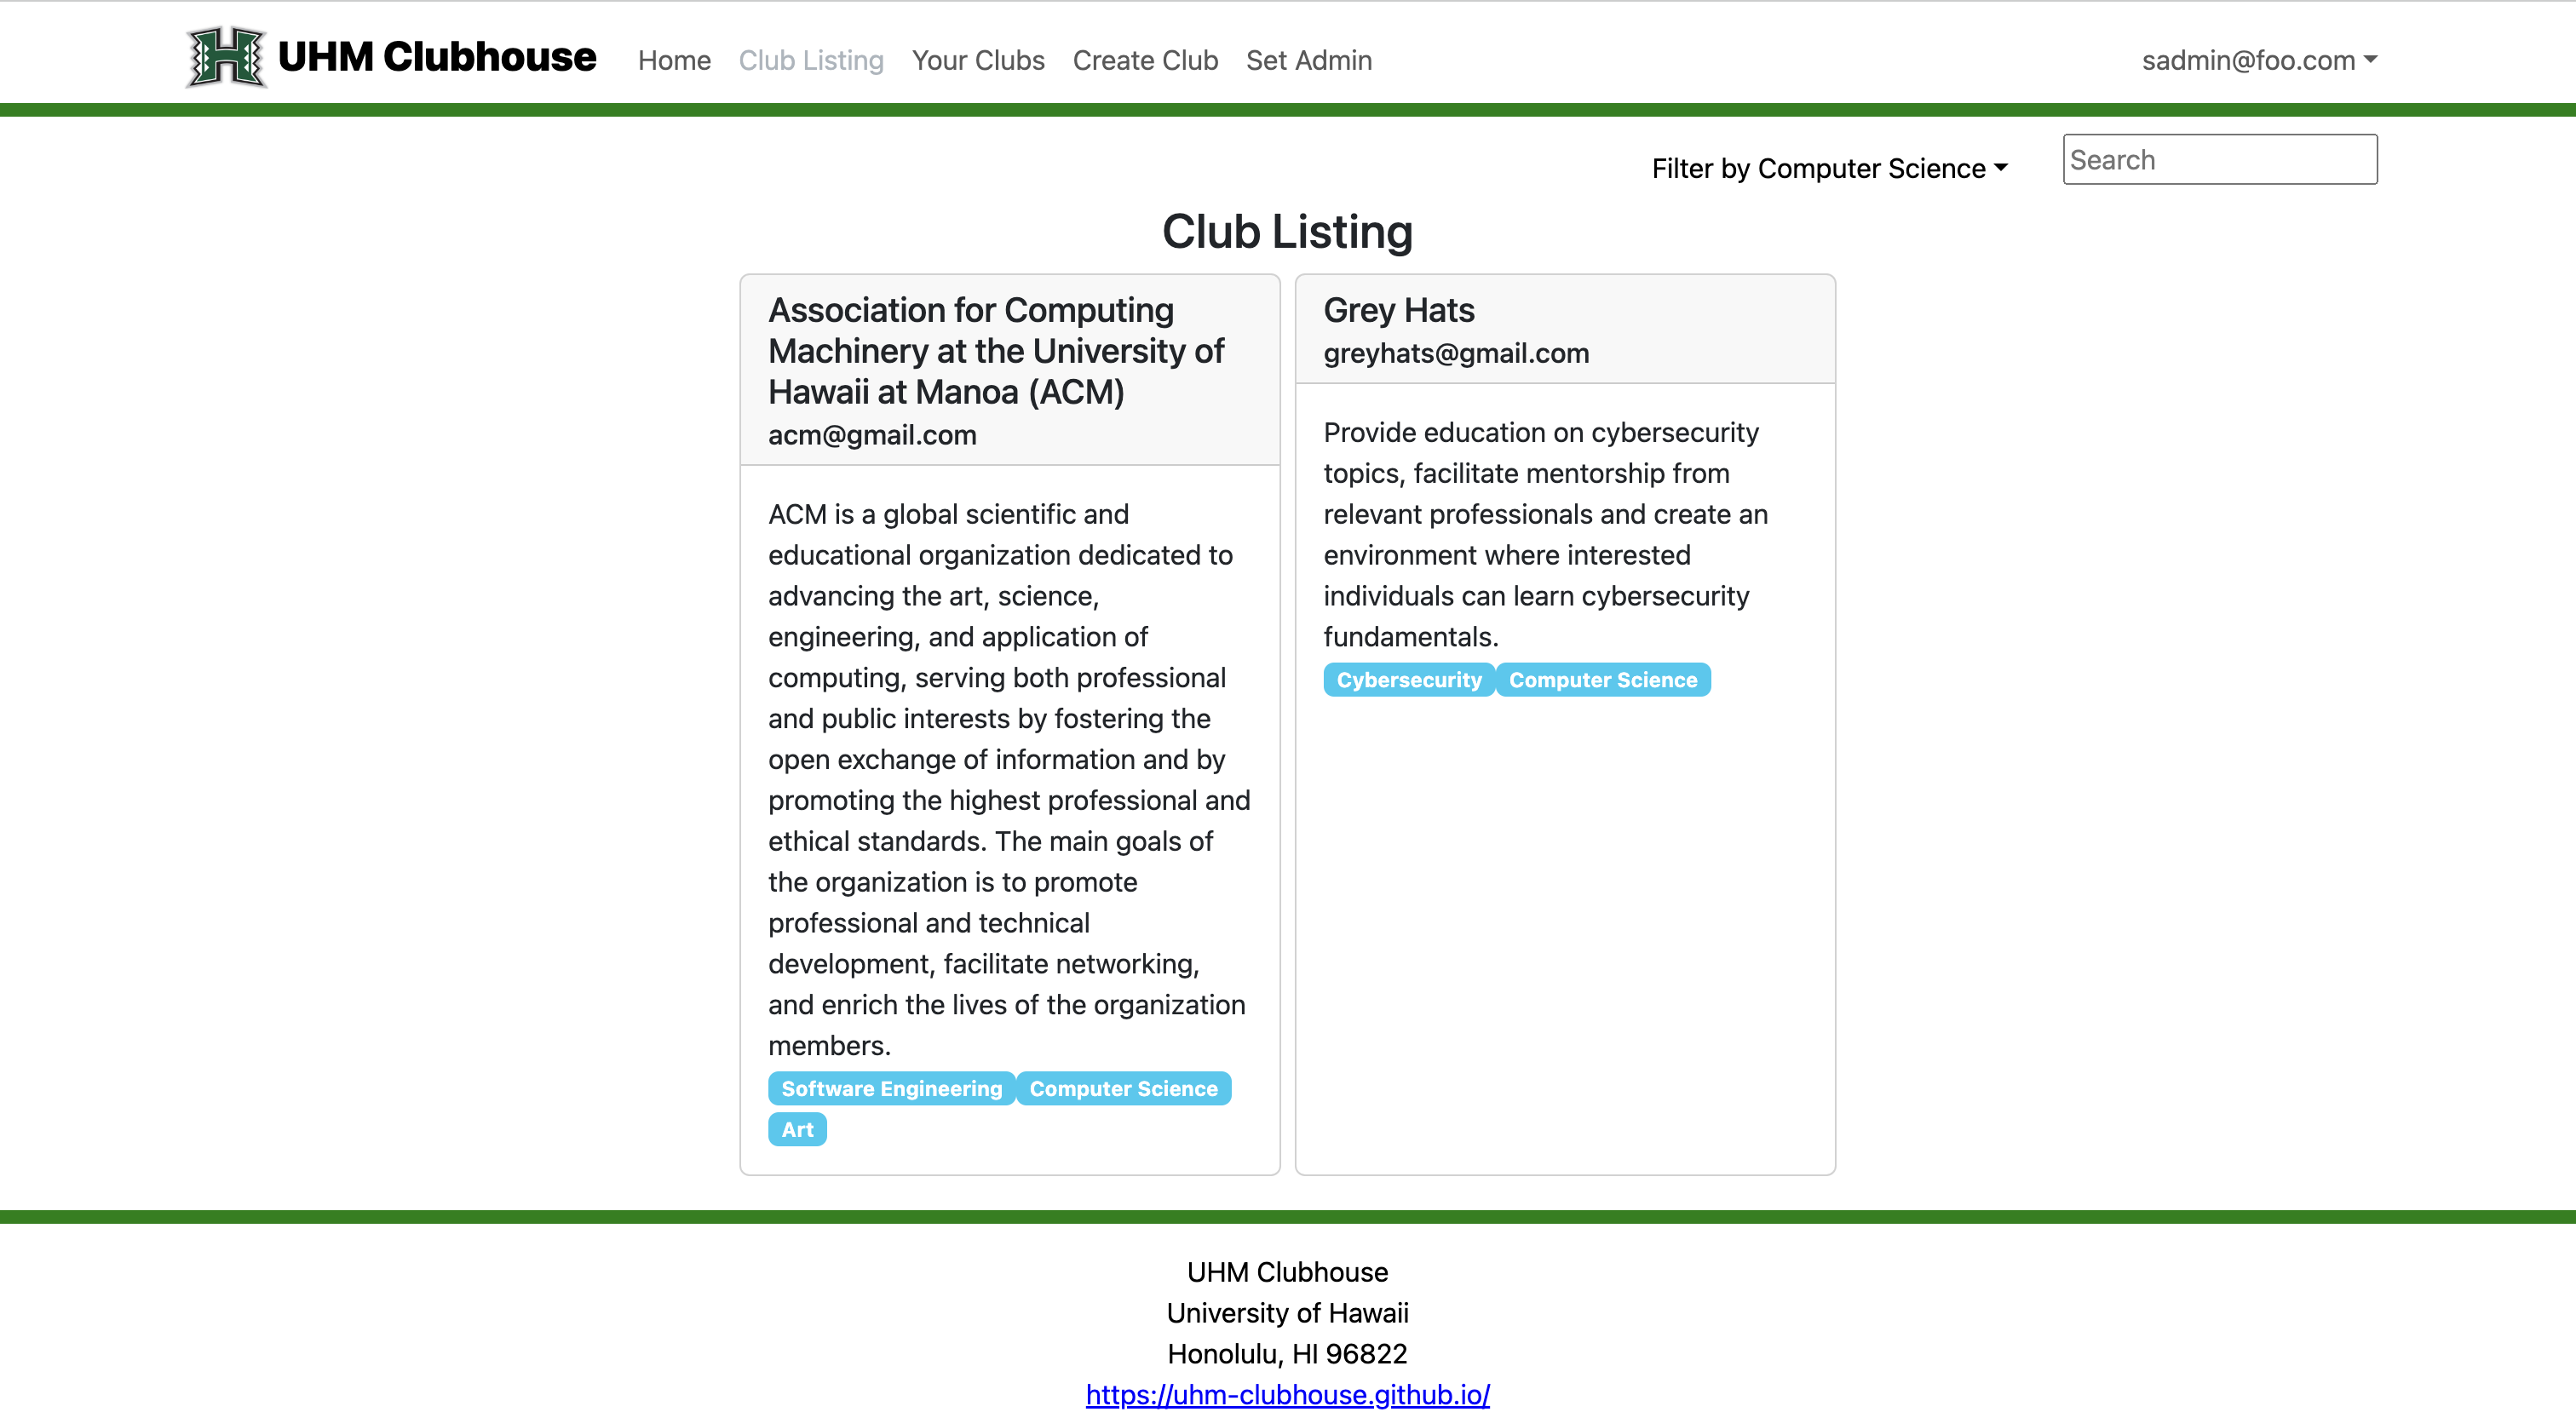 UHM Clubhouse
Home
Club Listing
Your Clubs
Create Club
Set Admin
sadmin@foo.com
Filter by Computer Science
Search
Club Listing
Association for Computing
Machinery at the University of
Hawaii at Manoa (ACM)
acm@gmail.com
ACM is a global scientific and
educational organization dedicated to
advancing the art, science,
engineering, and application of
computing, serving both professional
and public interests by fostering the
open exchange of information and by
promoting the highest professional and
ethical standards. The main goals of
the organization is to promote
professional and technical
development, facilitate networking,
and enrich the lives of the organization
members.
Software Engineering
Computer Science
Art
Grey Hats
greyhats@gmail.com
Provide education on cybersecurity
topics, facilitate mentorship from
relevant professionals and create an
environment where interested
individuals can learn cybersecurity
fundamentals.
Cybersecurity
Computer Science
UHM Clubhouse
University of Hawaii
Honolulu, HI 96822
https://uhm-clubhouse.github.io/